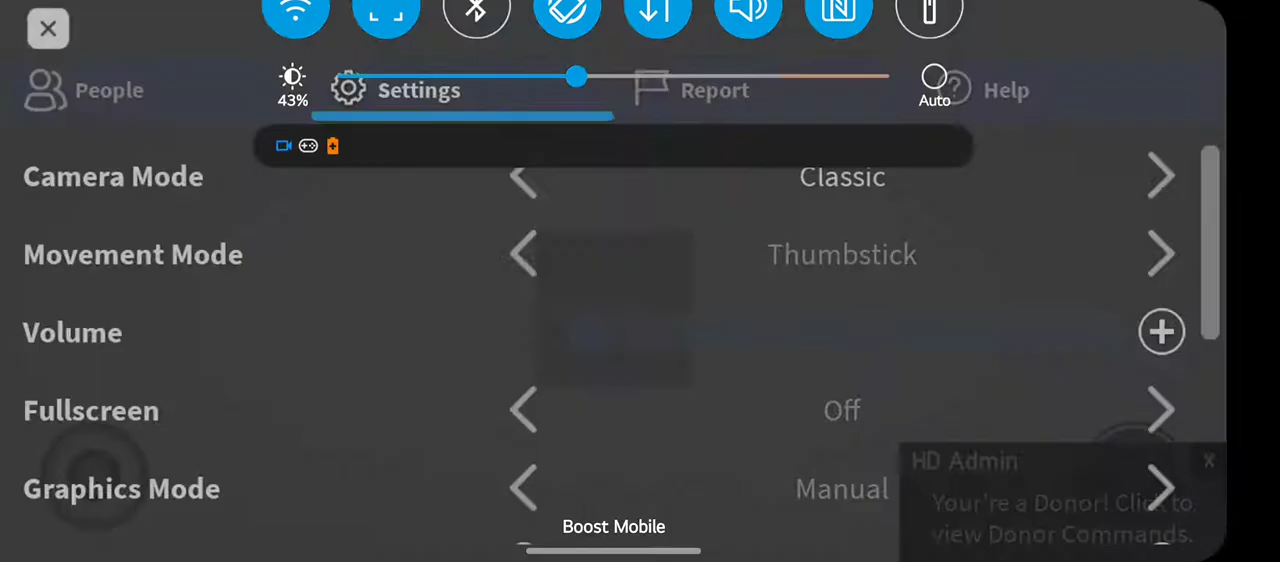 43%
Auto
People
Settings
Report
Help
Camera Mode
Classic
Movement Mode
Thumbstick
Volume
Fullscreen
Off
Graphics Mode
Manual
HD Admin
X
Your're a Donor! Click to
view Donor Commands.
Boost Mobile